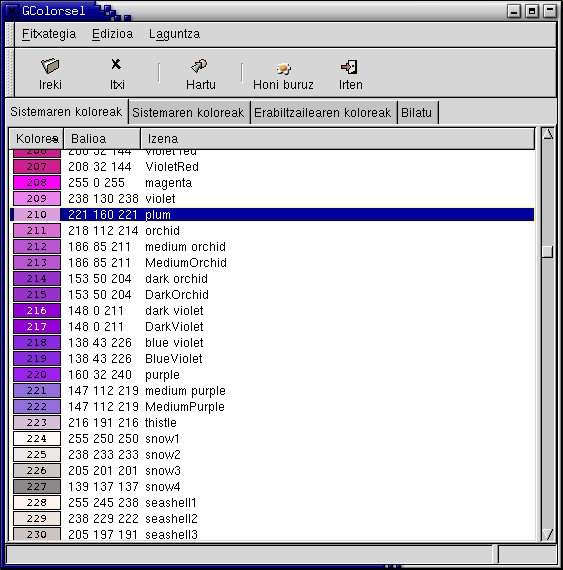 GColorsel
Fitxategia Edizioa Laguntza
Ireki Itxi Hartu Honi buruz Irten
Sistemaren koloreak Sistemaren koloreak Erabiltzailearen koloreak Bilatu
Kolorea Balioa Izena
206 208 32 144 violet red
207 208 32 144 VioletRed
208 255 0 255 magenta
209 238 130 238 violet
210 221 160 221 plum
211 218 112 214 orchid
212 186 85 211 medium orchid
213 186 85 211 MediumOrchid
214 153 50 204 dark orchid
215 153 50 204 DarkOrchid
216 148 0 211 dark violet
217 148 0 211 DarkViolet
218 138 43 226 blue violet
219 138 43 226 BlueViolet
220 160 32 240 purple
221 147 112 219 medium purple
222 147 112 219 MediumPurple
223 216 191 216 thistle
224 255 250 250 snow1
225 238 233 233 snow2
226 205 201 201 snow3
227 139 137 137 snow4
228 255 245 238 seashell1
229 238 229 222 seashell2
230 205 197 191 seashell3